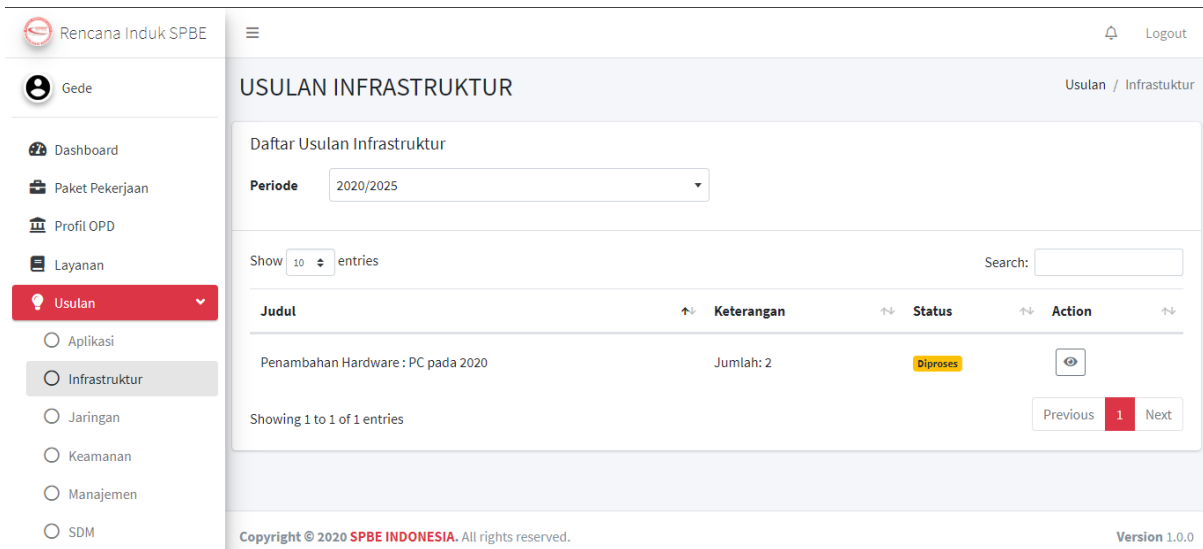 Rencana Induk SPBE
Logout
Gede
USULAN INFRASTRUKTUR
Usulan / Infrastuktur
Dashboard
Paket Pekerjaan
Profil OPD
Layanan
Usulan
Aplikasi
Infrastruktur
Jaringan
Keamanan
Manajemen
SDM
Daftar Usulan Infrastruktur
Periode 2020/2025
Show 10 entries
Search:
Judul Keterangan Status Action
Penambahan Hardware : PC pada 2020 Jumlah: 2 Diproses
Showing 1 to 1 of 1 entries
Previous 1 Next
Copyright © 2020 SPBE INDONESIA. All rights reserved.
Version 1.0.0